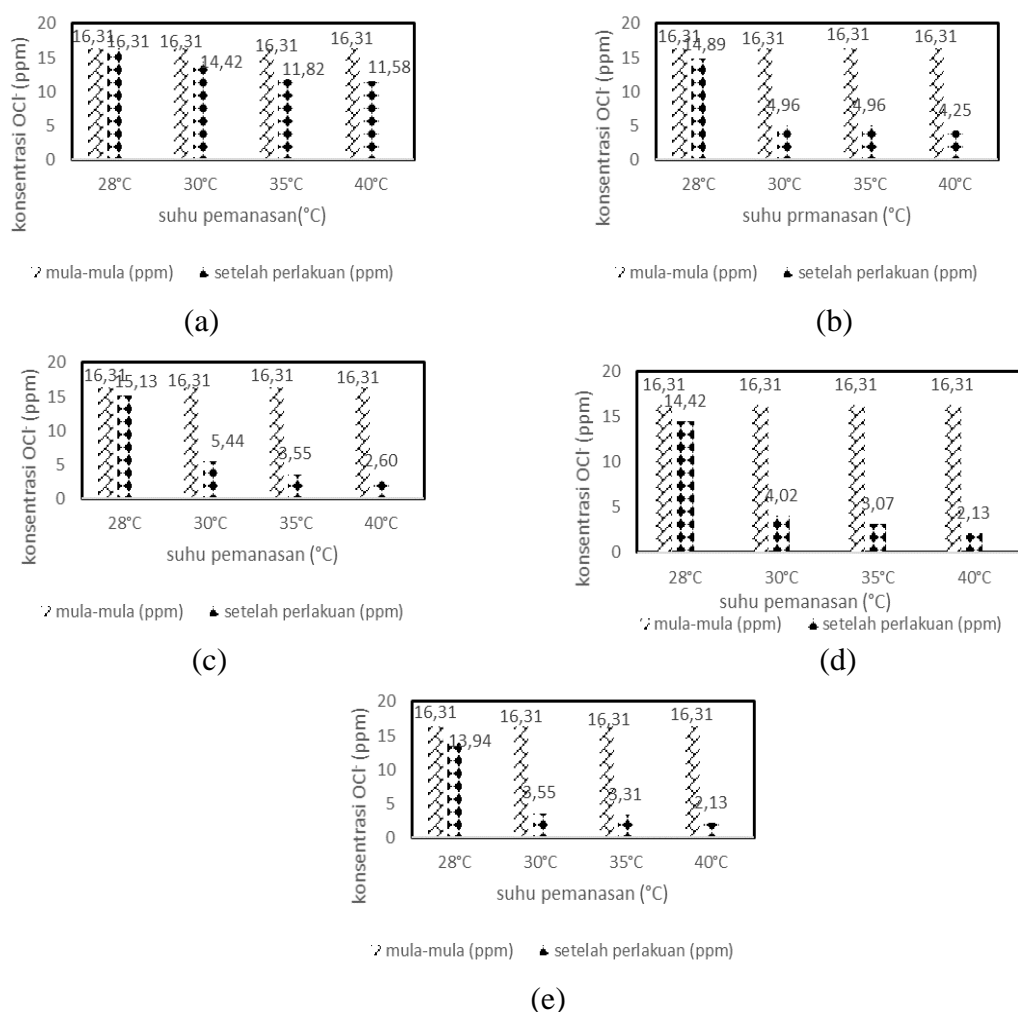 konsentrasi OCl⁻ (ppm)
20
15
10
5
0
16,31 16,31 16,31 14,42 16,31 11,82 16,31 11,58
28°C 30°C 35°C 40°C
suhu pemanasan(°C)
mula-mula (ppm) setelah perlakuan (ppm)
(a)
konsentrasi OCl⁻ (ppm)
20
15
10
5
0
16,31 14,89 16,31 4,96 16,31 4,96 16,31 4,25
28°C 30°C 35°C 40°C
suhu prmanasan (°C)
mula-mula (ppm) setelah perlakuan (ppm)
(b)
konsentrasi OCl⁻ (ppm)
20
15
10
5
0
16,31 15,13 16,31 5,44 16,31 3,55 16,31 2,60
28°C 30°C 35°C 40°C
suhu pemanasan (°C)
mula-mula (ppm) setelah perlakuan (ppm)
(c)
konsentrasi OCl⁻ (ppm)
20
15
10
5
0
16,31 14,42 16,31 4,02 16,31 3,07 16,31 2,13
28°C 30°C 35°C 40°C
suhu pemanasan (°C)
mula-mula (ppm) setelah perlakuan (ppm)
(d)
konsentrasi OCl⁻ (ppm)
20
15
10
5
0
16,31 13,94 16,31 3,55 16,31 3,31 16,31 2,13
28°C 30°C 35°C 40°C
suhu pemanasan (°C)
mula-mula (ppm) setelah perlakuan (ppm)
(e)